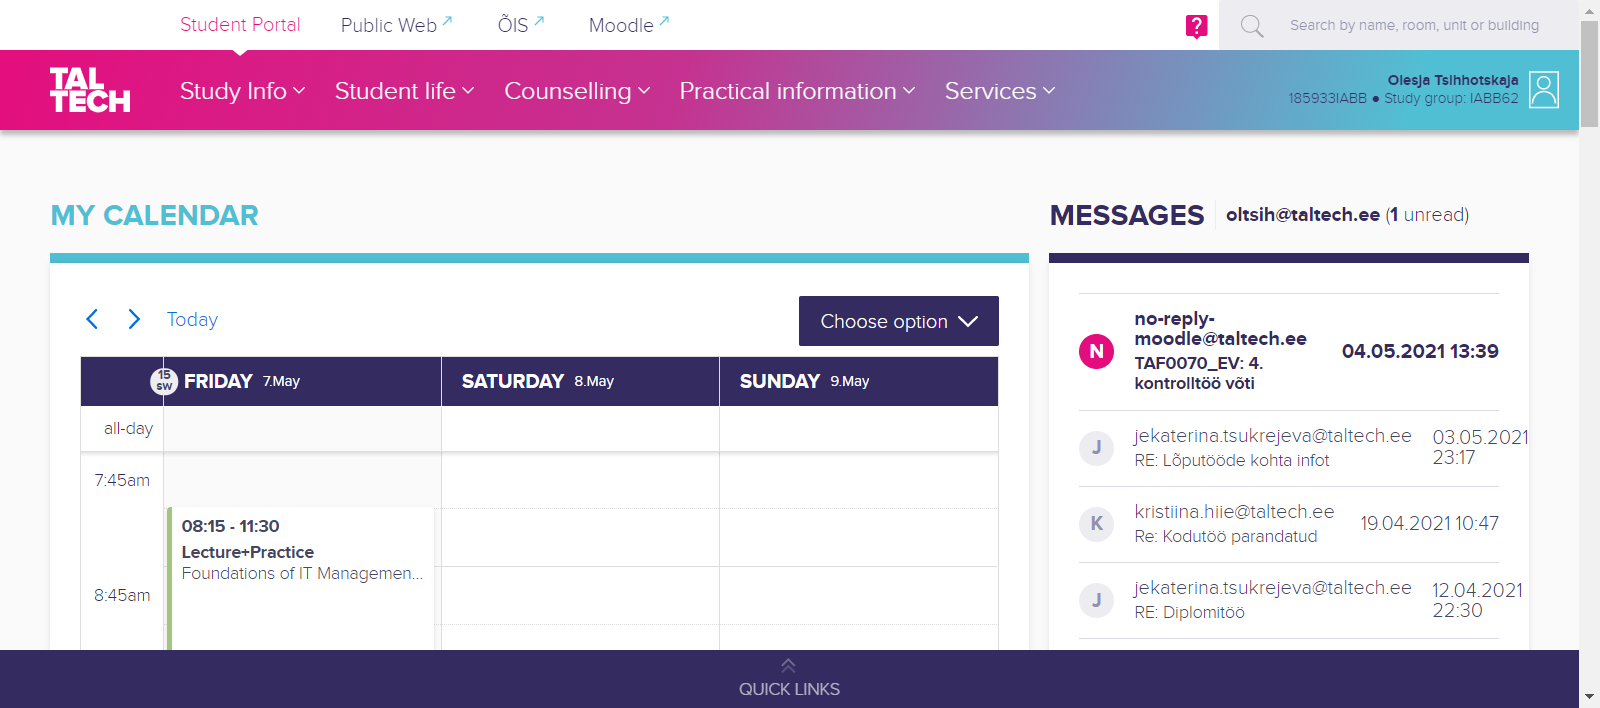 Student Portal Public Web ÕIS Moodle ? Search by name, room, unit or building
TAL
TECH
Study Info Student life Counselling Practical information Services
Olesja Tsihhotskaja
185933IABB ● Study group: IABB62
MY CALENDAR
Today
Choose option
15
SW
FRIDAY 7.May SATURDAY 8.May SUNDAY 9.May
all-day
7:45am
08:15 - 11:30
Lecture+Practice
Foundations of IT Managemen...
8:45am
MESSAGES oltsih@taltech.ee (1 unread)
N
no-reply-
moodle@taltech.ee
TAF0070_EV: 4.
kontrolltöö võti
04.05.2021 13:39
J
jekaterina.tsukrejeva@taltech.ee
RE: Lõputööde kohta infot
03.05.2021
23:17
K
kristiina.hiie@taltech.ee
Re: Kodutöö parandatud
19.04.2021 10:47
J
jekaterina.tsukrejeva@taltech.ee
RE: Diplomitöö
12.04.2021
22:30
QUICK LINKS